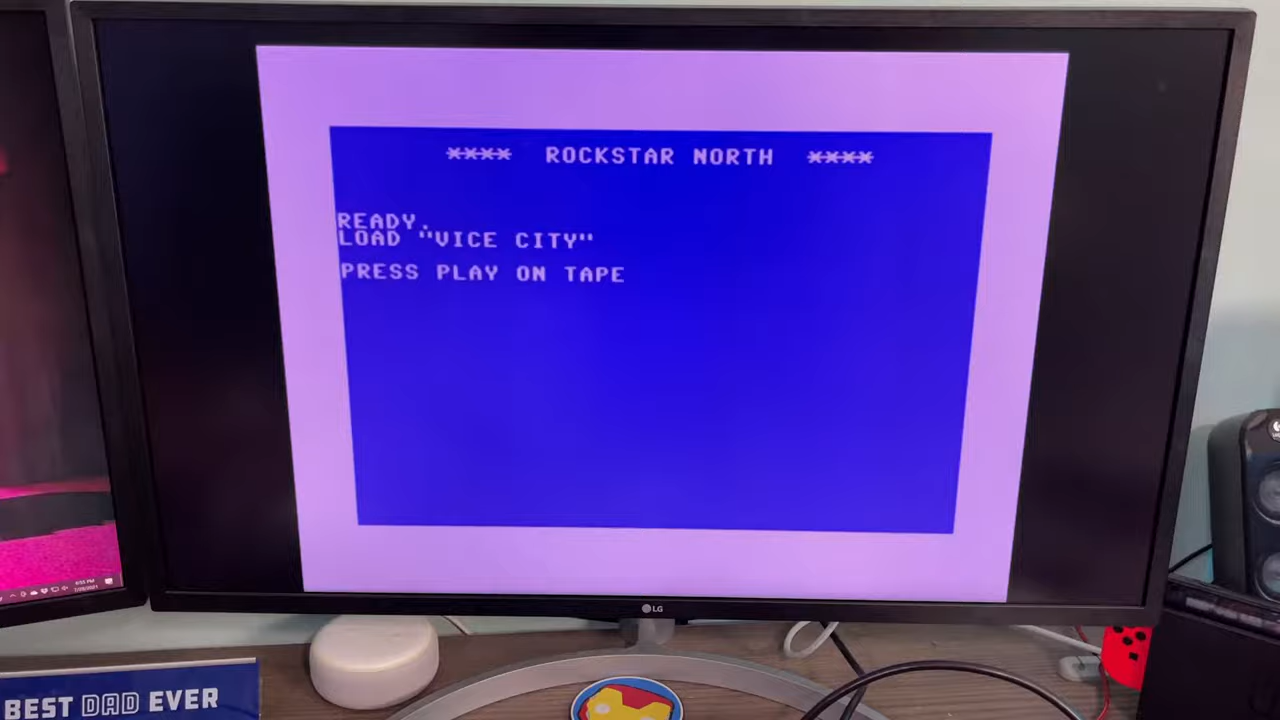 **** ROCKSTAR NORTH ****
READY.
LOAD "VICE CITY"
PRESS PLAY ON TAPE
LG
BEST DAD EVER